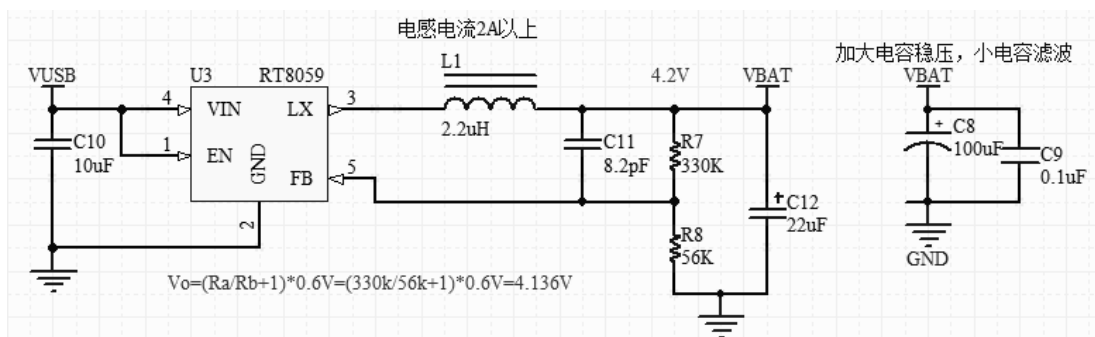 电感电流2A以上
加大电容稳压，小电容滤波
VUSB
U3 RT8059
L1
4.2V
VBAT
VBAT
4 VIN LX 3
2.2uH
C10
10uF
1 EN
GND
FB 5
2
C11
8.2pF
R7
330K
C12
22uF
R8
56K
+ C8
100uF
C9
0.1uF
GND
Vo=(Ra/Rb+1)*0.6V=(330k/56k+1)*0.6V=4.136V